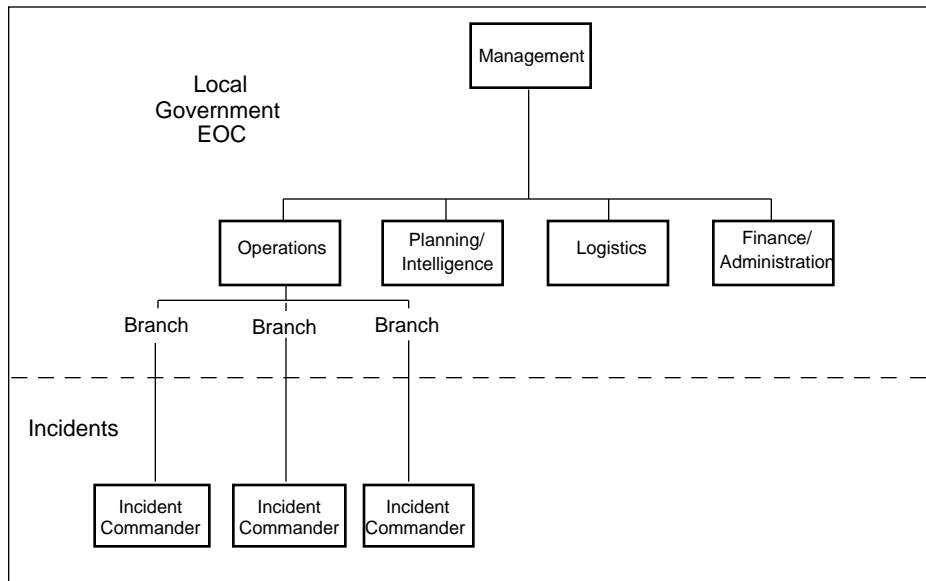 Management
Local
Government
EOC
Operations
Planning/
Intelligence
Logistics
Finance/
Administration
Branch
Branch
Branch
Incidents
Incident
Commander
Incident
Commander
Incident
Commander